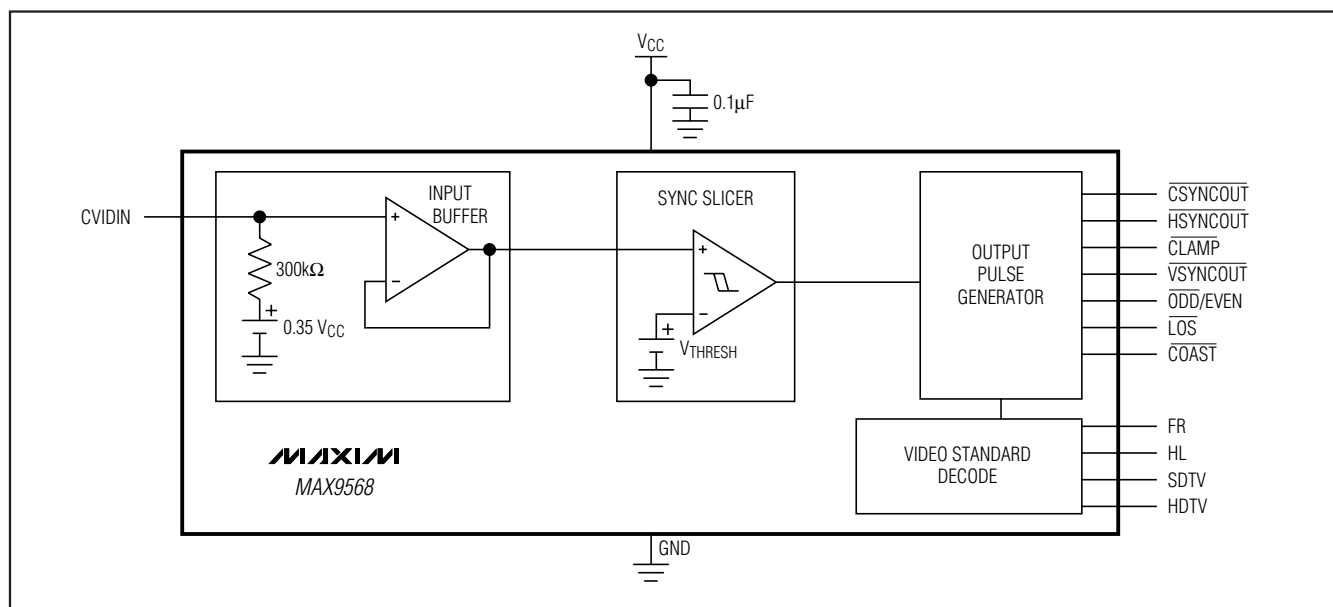 VCC
0.1µF
INPUT
BUFFER
SYNC SLICER
CVIDIN
+
+
CSYNCOUT
HSYNCOUT
CLAMP
VSYNCOUT
ODD/EVEN
LOS
COAST
OUTPUT
PULSE
GENERATOR
300kΩ
−
−
+
0.35 VCC
+
VTHRESH
FR
HL
SDTV
HDTV
VIDEO STANDARD
DECODE
MAXIM
MAX9568
GND